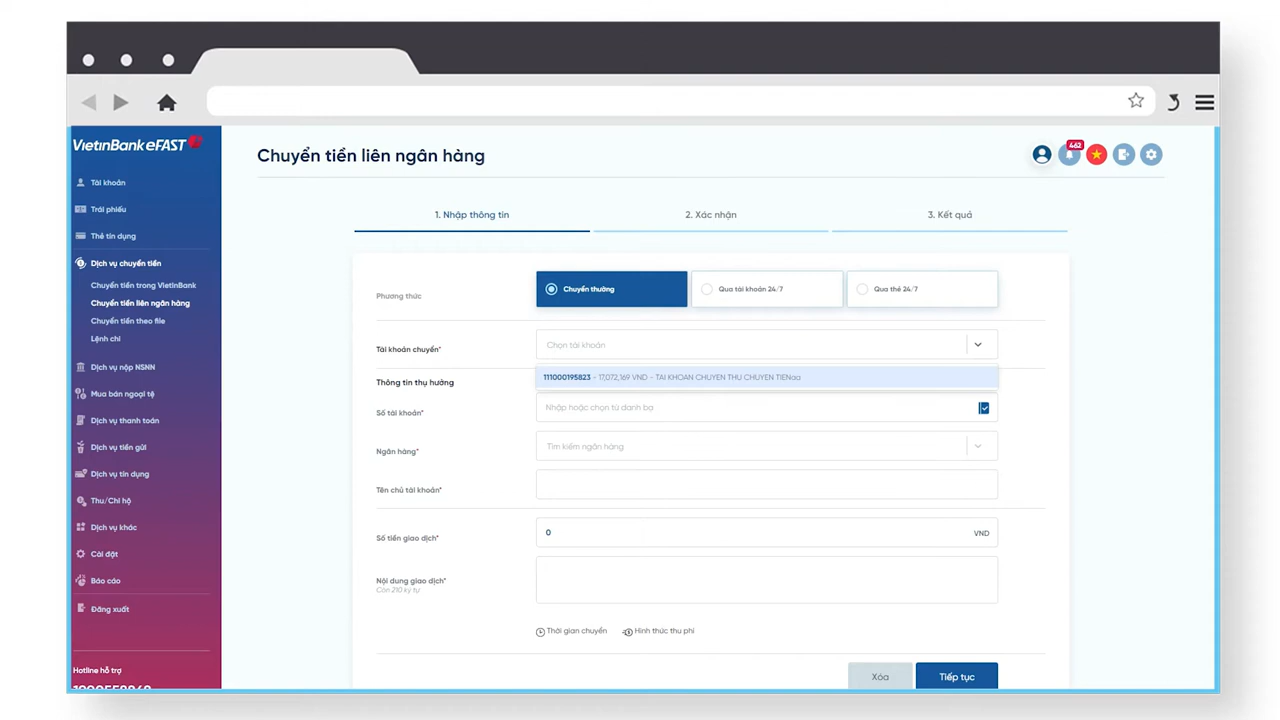 VietinBank eFAST
Tài khoản
Trái phiếu
Thẻ tín dụng
Dịch vụ chuyển tiền
Chuyển tiền trong VietinBank
Chuyển tiền liên ngân hàng
Chuyển tiền theo file
Lệnh chi
Dịch vụ nộp NSNN
Mua bán ngoại tệ
Dịch vụ thanh toán
Dịch vụ tiền gửi
Dịch vụ tín dụng
Thu/Chi hộ
Dịch vụ khác
Cài đặt
Báo cáo
Đăng xuất
Hotline hỗ trợ
Chuyển tiền liên ngân hàng
462
1. Nhập thông tin
2. Xác nhận
3. Kết quả
Phương thức
Chuyển thường
Qua tài khoản 24/7
Qua thẻ 24/7
Tài khoản chuyển*
Chọn tài khoản
111000195823 - 17,072,169 VND - TAI KHOAN CHUYEN THU CHUYEN TIENaa
Thông tin thụ hưởng
Số tài khoản*
Nhập hoặc chọn từ danh bạ
Ngân hàng*
Tìm kiếm ngân hàng
Tên chủ tài khoản*
Số tiền giao dịch*
0
VND
Nội dung giao dịch*
Còn 210 ký tự
Thời gian chuyển
Hình thức thu phí
Xóa
Tiếp tục